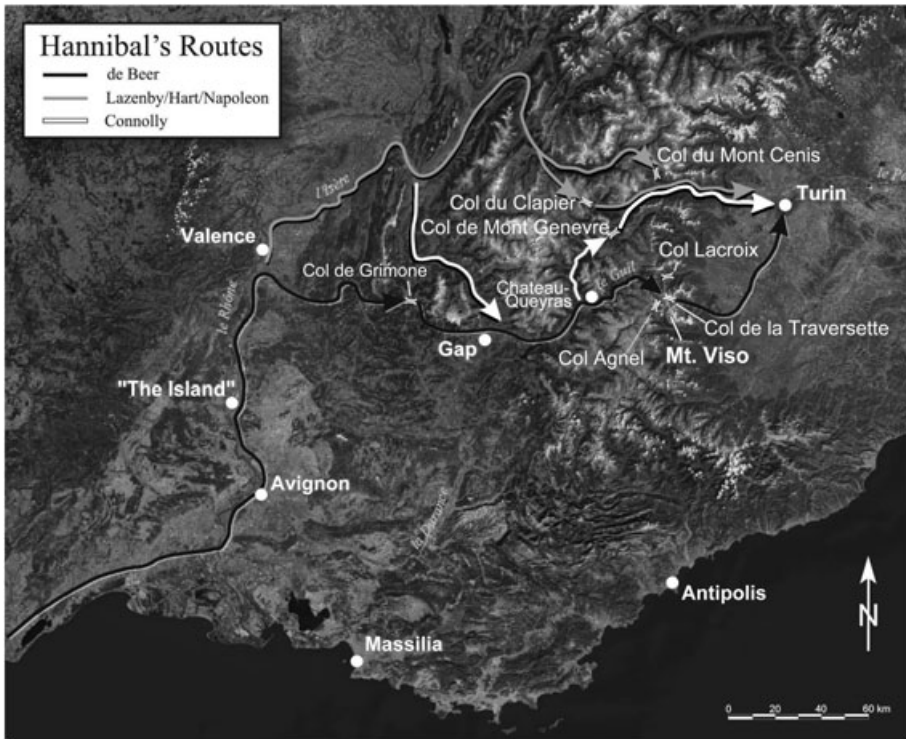 Hannibal's Routes
de Beer
Lazenby/Hart/Napoleon
Connolly
l'Isère
Col du Mont Cenis
le Po
Turin
Col du Clapier
Col de Mont Genevre
Valence
Col Lacroix
Col de Grimone
le Guil
Chateau-
Queyras
le Rhône
Col de la Traversette
Gap
Col Agnel
Mt. Viso
"The Island"
Avignon
la Durance
Antipolis
N
Massilia
0 20 40 60 km